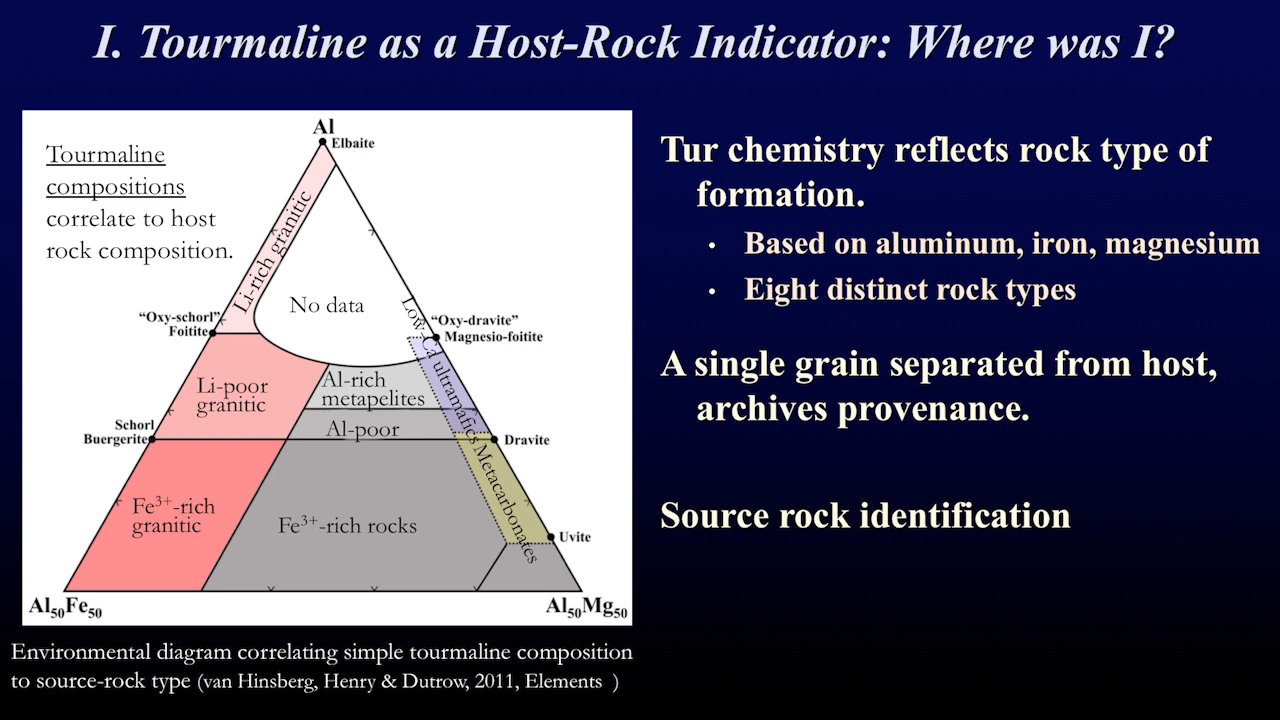 I. Tourmaline as a Host-Rock Indicator: Where was I?
Tourmaline
compositions
correlate to host
rock composition.
Al
Elbaite
Li-rich granitic
No data
"Oxy-schorl"
Foitite
Low-Ca ultramafics
"Oxy-dravite"
Magnesio-foitite
Li-poor
granitic
Al-rich
metapelites
Al-poor
Schorl
Buergerite
Dravite
Metacarbonates
Fe³⁺-rich
granitic
Fe³⁺-rich rocks
Uvite
Al₅₀Fe₅₀
Al₅₀Mg₅₀
Environmental diagram correlating simple tourmaline composition
to source-rock type (van Hinsberg, Henry & Dutrow, 2011, Elements )
Tur chemistry reflects rock type of
formation.
• Based on aluminum, iron, magnesium
• Eight distinct rock types
A single grain separated from host,
archives provenance.
Source rock identification